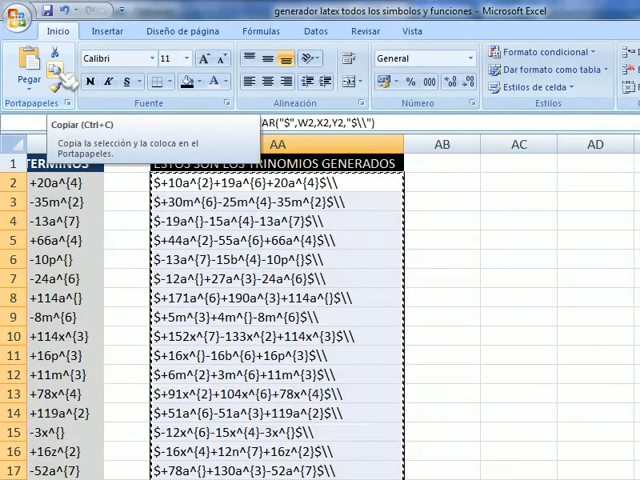 generador latex todos los simbolos y funciones - Microsoft Excel
Inicio Insertar Diseño de página Fórmulas Datos Revisar Vista
Pegar
Calibri 11
N K S
General
% 000
Formato condicional
Dar formato como tabla
Estilos de celda
Portapapeles Fuente Alineación Número
Copiar (Ctrl+C)
Copia la selección y la coloca en el
Portapapeles.
AR("$",W2,X2,Y2,"$\\")
AA AB AC AD
1 TERMINOS ESTOS SON LOS TRINOMIOS GENERADOS
2 +20a^{4} $+10a^{2}+19a^{6}+20a^{4}$\\
3 -35m^{2} $+30m^{6}-25m^{4}-35m^{2}$\\
4 -13a^{7} $-19a^{}-15a^{4}-13a^{7}$\\
5 +66a^{4} $+44a^{2}-55a^{6}+66a^{4}$\\
6 -10p^{} $-13a^{7}-15b^{4}-10p^{}$\\
7 -24a^{6} $-12a^{}+27a^{3}-24a^{6}$\\
8 +114a^{} $+171a^{6}+190a^{3}+114a^{}$\\
9 -8m^{6} $+5m^{3}+4m^{}-8m^{6}$\\
10 +114x^{3} $+152x^{7}-133x^{2}+114x^{3}$\\
11 +16p^{3} $+16x^{}-16b^{6}+16p^{3}$\\
12 +11m^{3} $+6m^{2}+3m^{6}+11m^{3}$\\
13 +78x^{4} $+91x^{2}+104x^{6}+78x^{4}$\\
14 +119a^{2} $+51a^{6}-51a^{3}+119a^{2}$\\
15 -3x^{} $-12x^{6}-15x^{4}-3x^{}$\\
16 +16z^{2} $-16x^{4}+12n^{7}+16z^{2}$\\
17 -52a^{7} $+78a^{}+130a^{3}-52a^{7}$\\